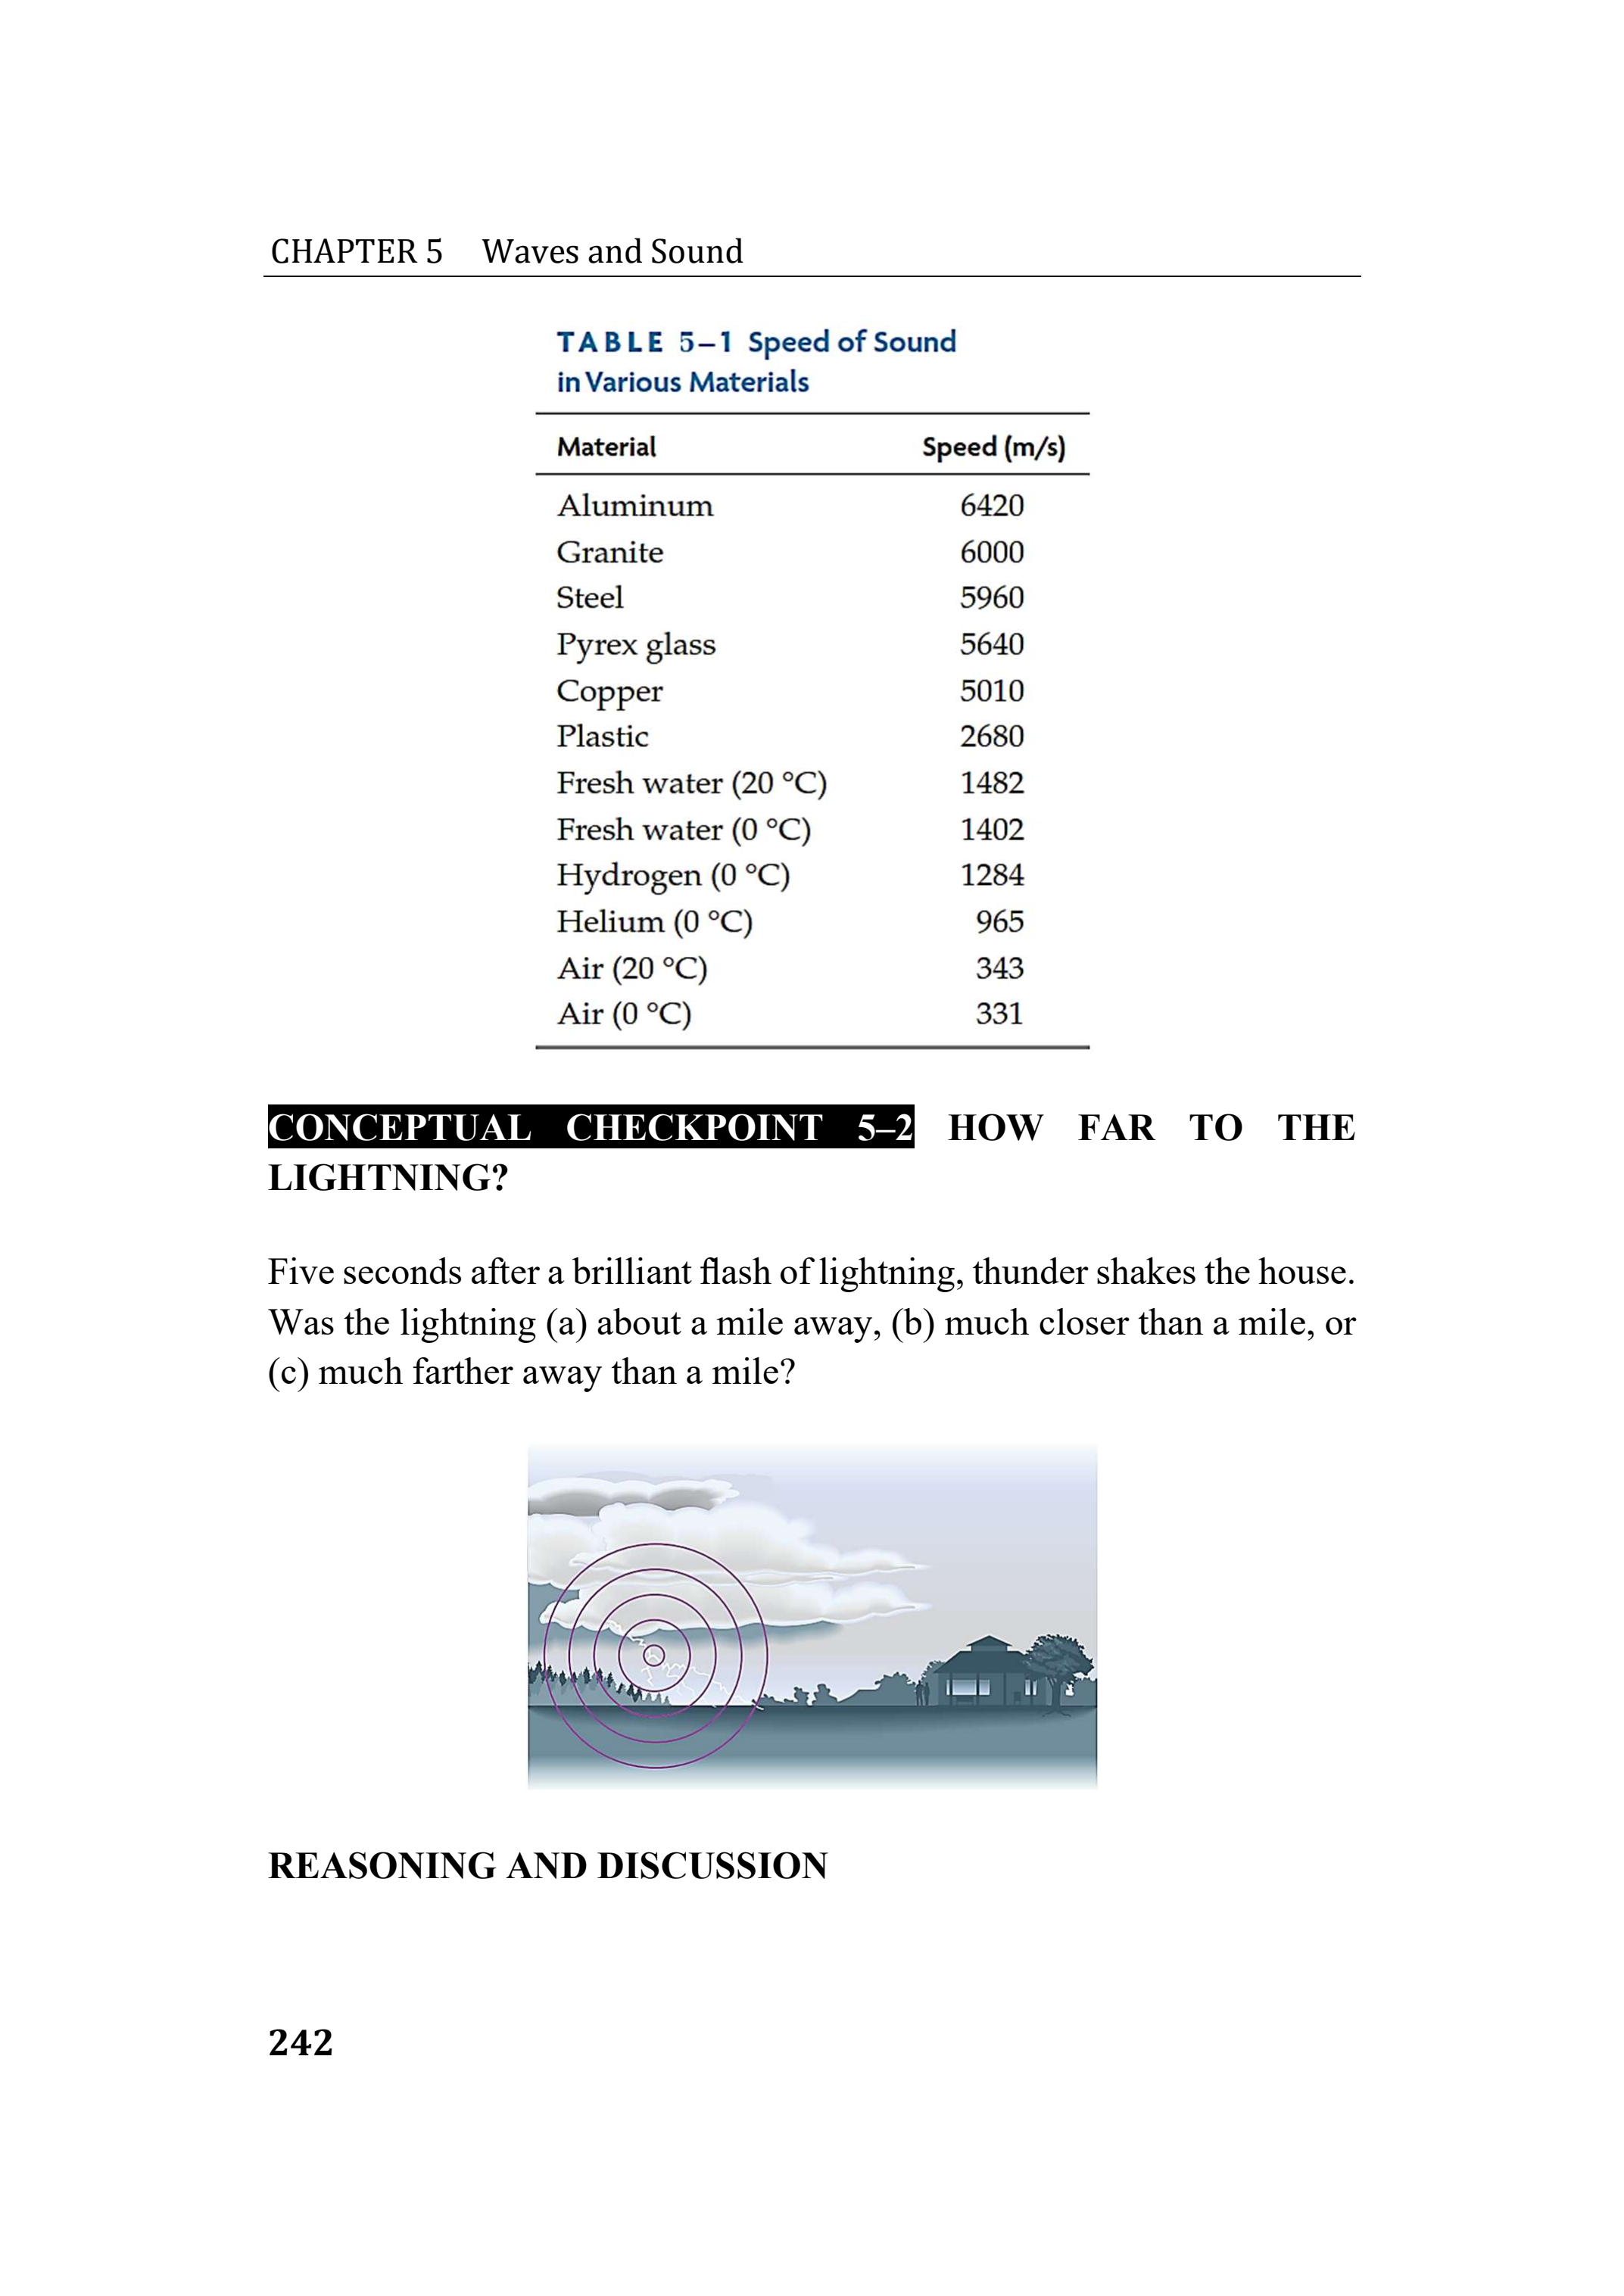 CHAPTER 5 Waves and Sound
TABLE 5–1 Speed of Sound
in Various Materials
Material Speed (m/s)
Aluminum 6420
Granite 6000
Steel 5960
Pyrex glass 5640
Copper 5010
Plastic 2680
Fresh water (20 °C) 1482
Fresh water (0 °C) 1402
Hydrogen (0 °C) 1284
Helium (0 °C) 965
Air (20 °C) 343
Air (0 °C) 331
CONCEPTUAL CHECKPOINT 5–2 HOW FAR TO THE
LIGHTNING?
Five seconds after a brilliant flash of lightning, thunder shakes the house.
Was the lightning (a) about a mile away, (b) much closer than a mile, or
(c) much farther away than a mile?
REASONING AND DISCUSSION
242